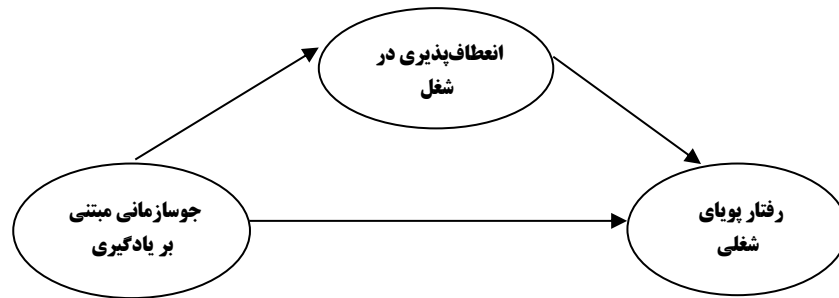 انعطاف‌پذیری در
شغل
جوسازمانی مبتنی
بر یادگیری
رفتار پویای
شغلی